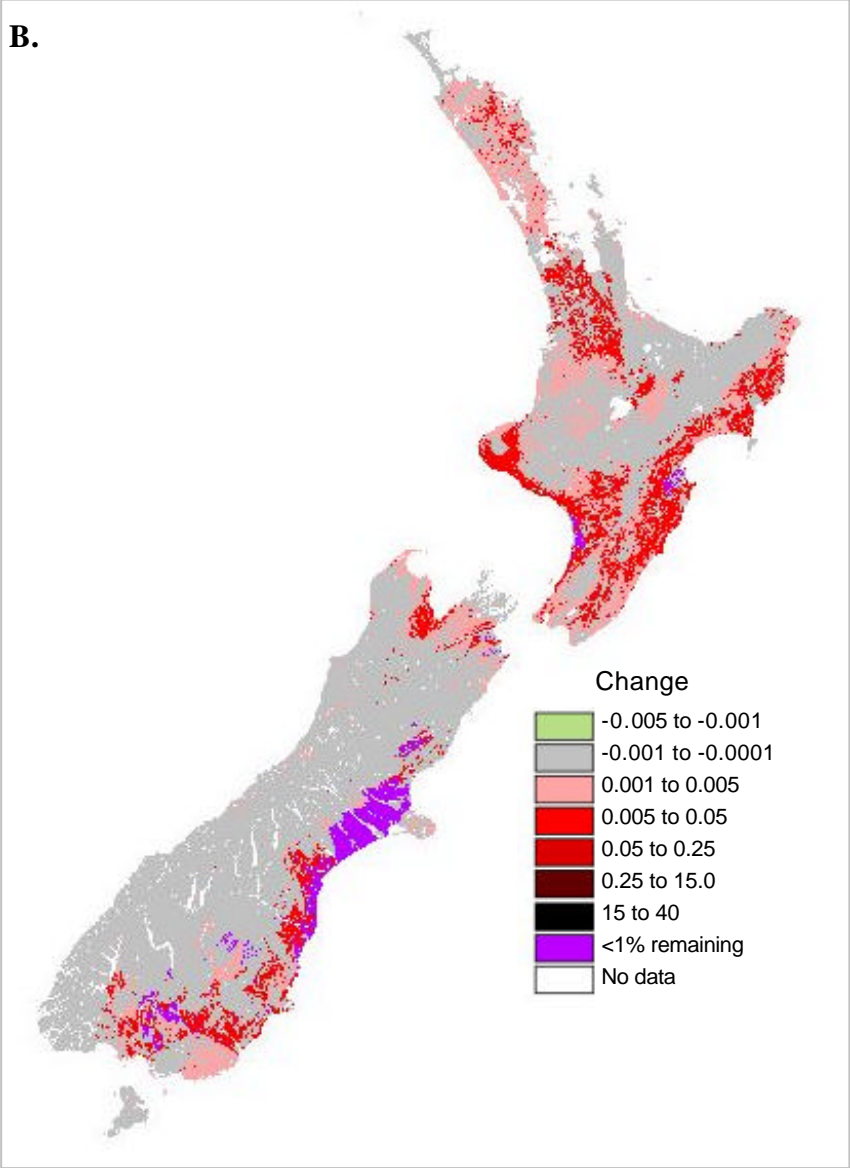 B.
Change
-0.005 to -0.001
-0.001 to -0.0001
0.001 to 0.005
0.005 to 0.05
0.05 to 0.25
0.25 to 15.0
15 to 40
<1% remaining
No data